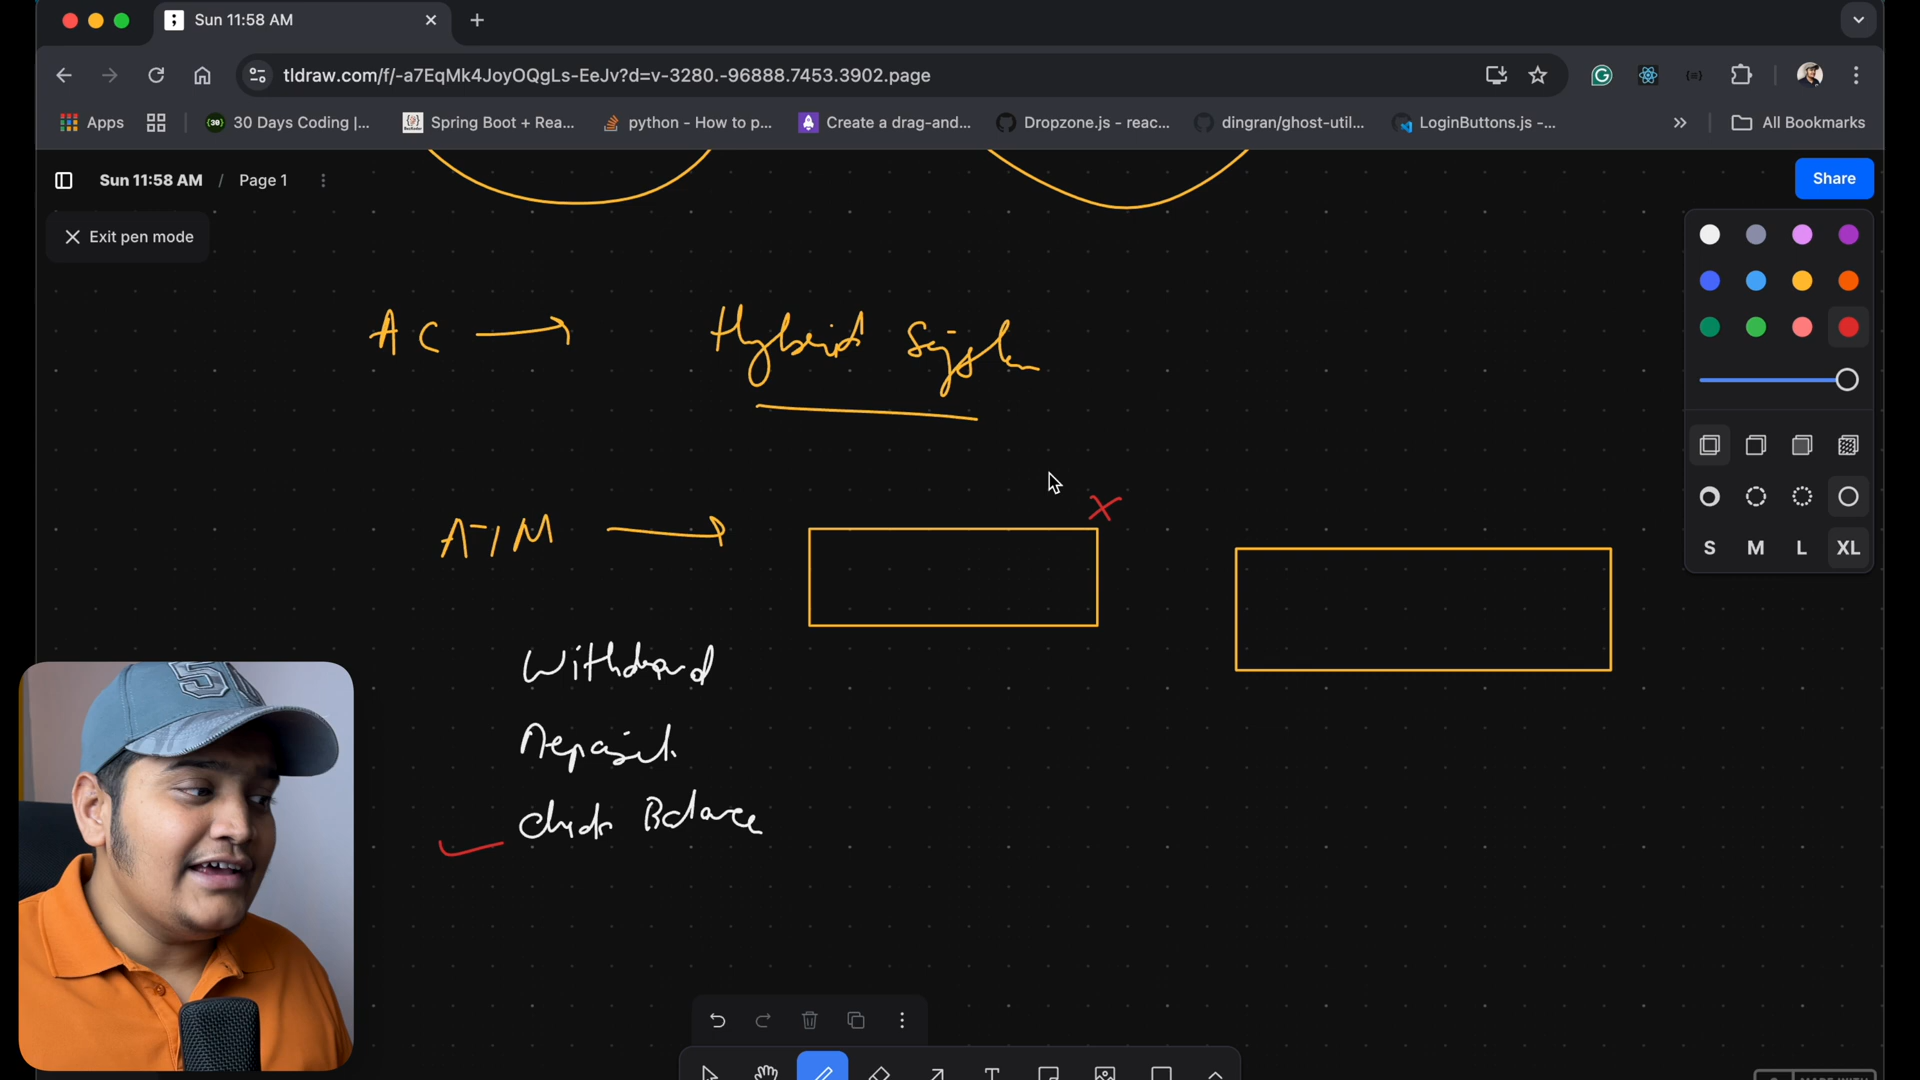 Sun 11:58 AM
tldraw.com/f/-a7EqMk4JoyOQgLs-EeJv?d=v-3280.-96888.7453.3902.page
Apps
30 Days Coding |...
Spring Boot + Rea...
python - How to p...
Create a drag-and...
Dropzone.js - reac...
dingran/ghost-util...
LoginButtons.js -...
All Bookmarks
Sun 11:58 AM / Page 1
Share
Exit pen mode
AC → Hybrid System
ATM →
S M L XL
Withdrawl
Deposit
Check Balance